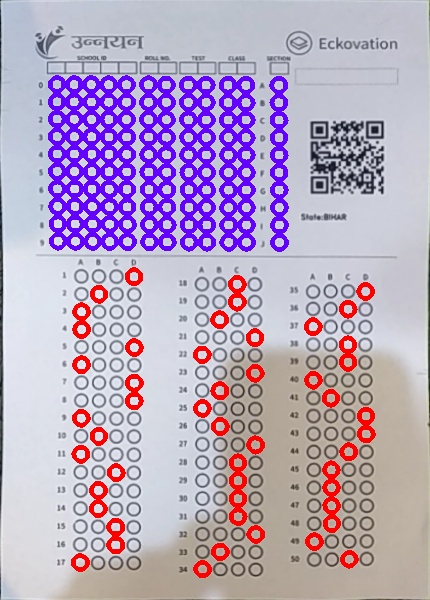 उन्नयन
Eckovation
SCHOOL ID ROLL NO. TEST CLASS SECTION
0 A
1 B
2 C
3 D
4 E
5 F
6 G
7 H
8 I
9 J
State:BIHAR
A B C D
1
2
3
4
5
6
7
8
9
10
11
12
13
14
15
16
17
A B C D
18
19
20
21
22
23
24
25
26
27
28
29
30
31
32
33
34
A B C D
35
36
37
38
39
40
41
42
43
44
45
46
47
48
49
50